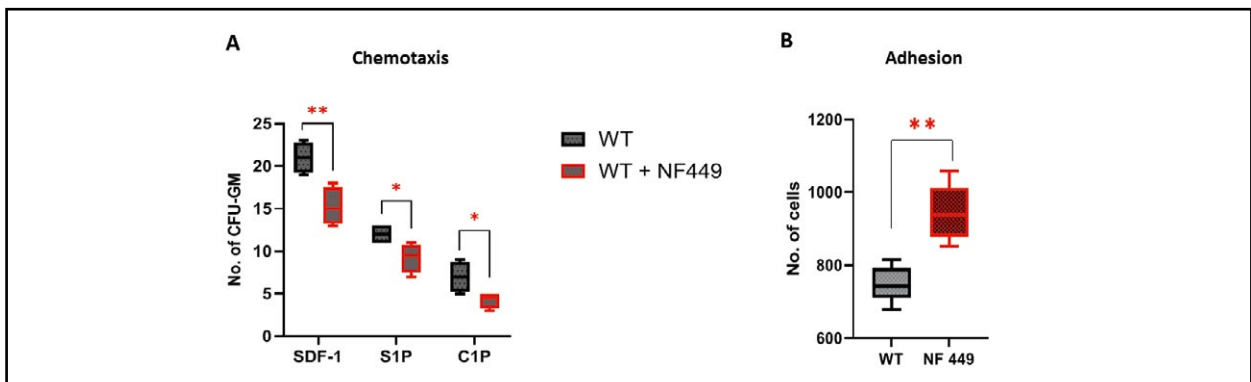 A
Chemotaxis
No. of CFU-GM
25
20
15
10
5
0
**
*
*
SDF-1 S1P C1P
WT
WT + NF449
B
Adhesion
No. of cells
1200
1000
800
600
**
WT NF 449